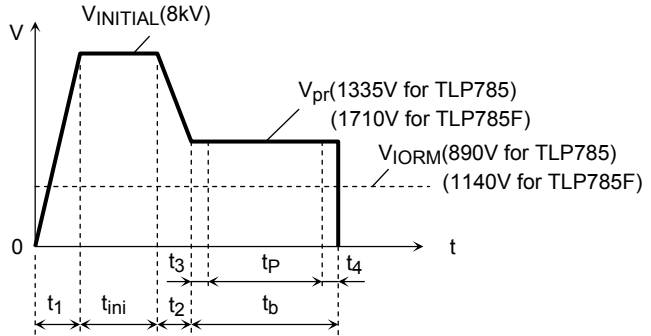 VINITIAL(8kV)
V
Vpr(1335V for TLP785)
(1710V for TLP785F)
VIORM(890V for TLP785)
(1140V for TLP785F)
0
t
t3 tP t4
t1 tini t2 tb